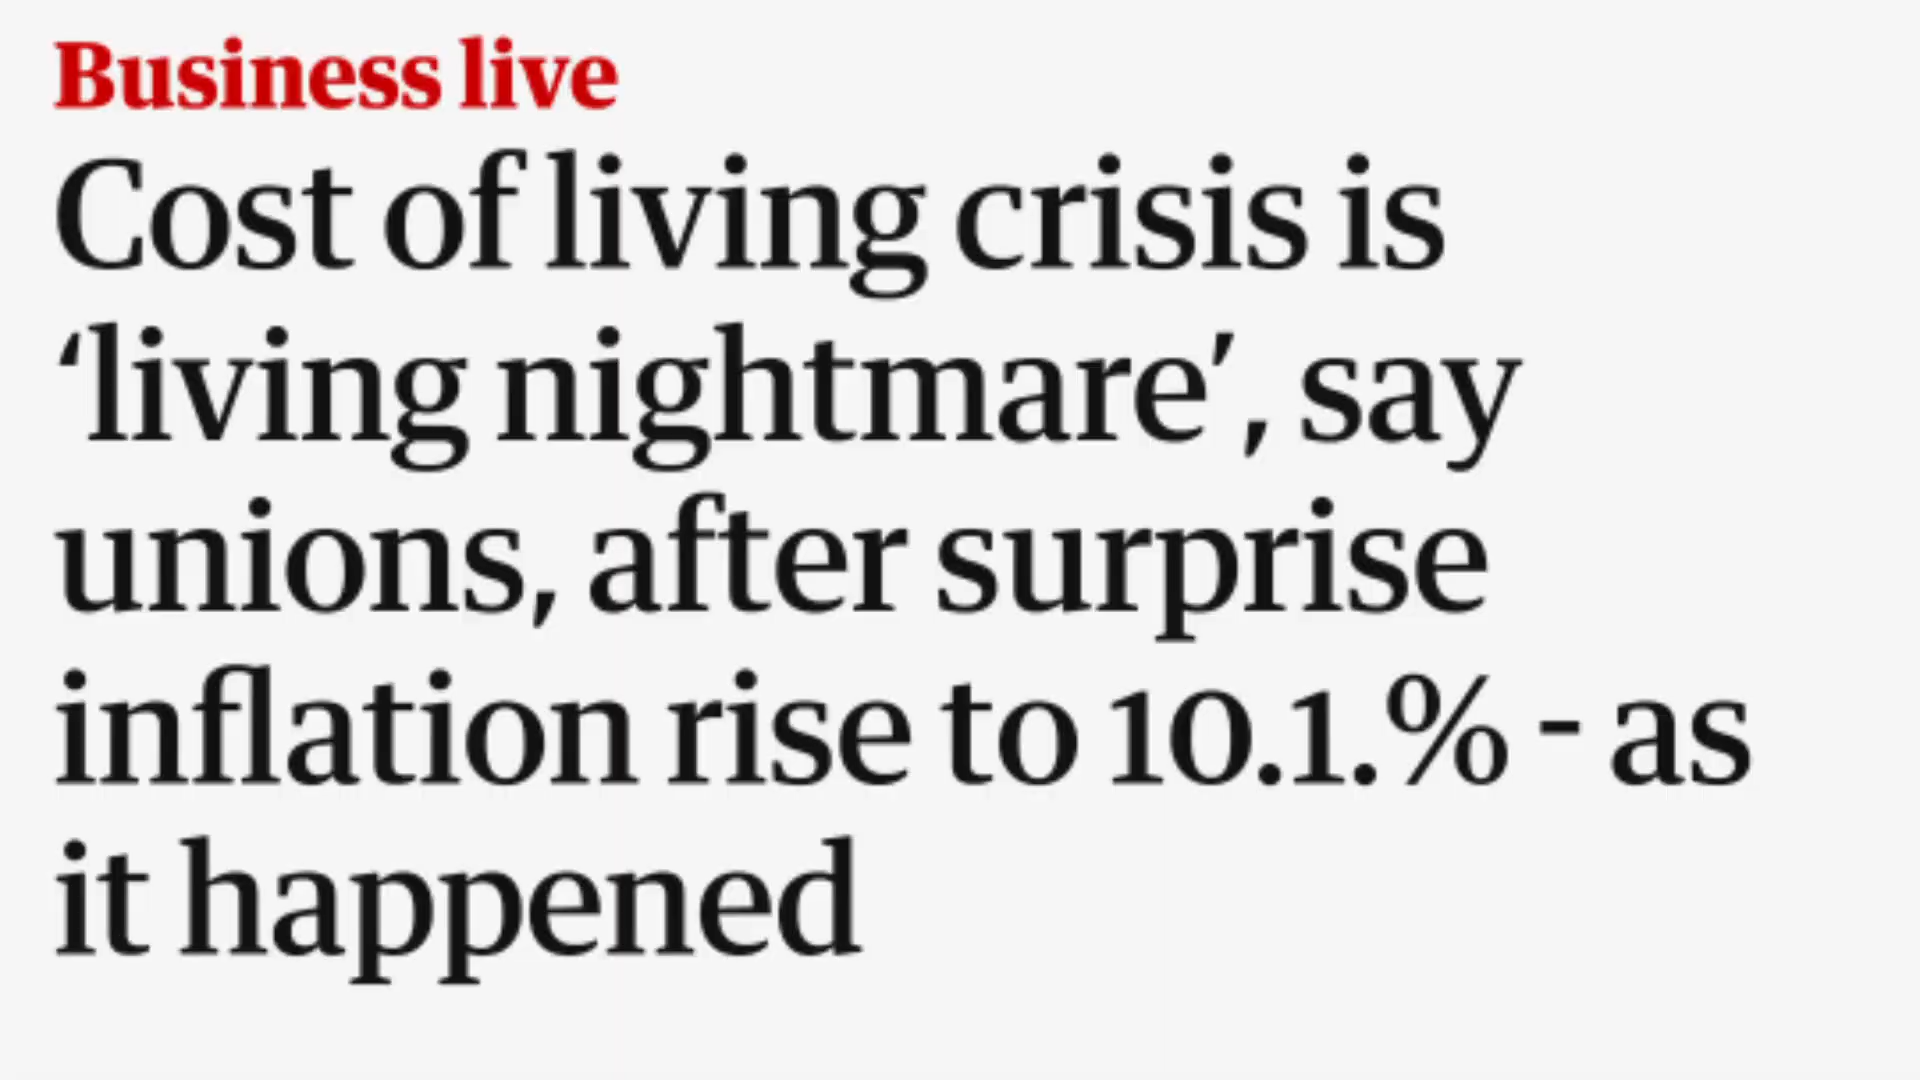 Business live
Cost of living crisis is
‘living nightmare’, say
unions, after surprise
inflation rise to 10.1.% - as
it happened